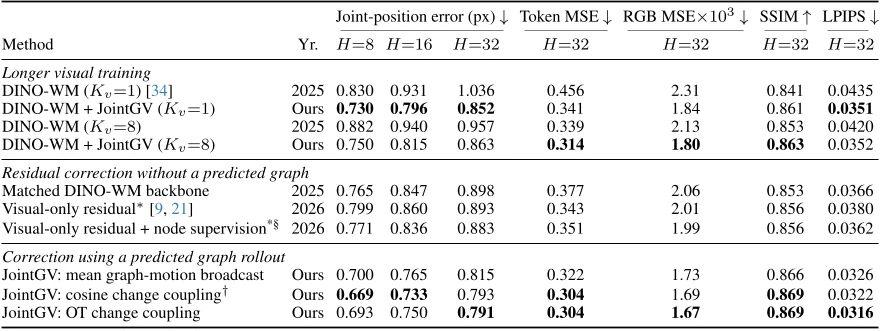 Joint-position error (px) ↓ Token MSE ↓ RGB MSE×10³ ↓ SSIM ↑ LPIPS ↓
Method Yr. H=8 H=16 H=32 H=32 H=32 H=32 H=32
Longer visual training
DINO-WM (Kᵥ=1) [34] 2025 0.830 0.931 1.036 0.456 2.31 0.841 0.0435
DINO-WM + JointGV (Kᵥ=1) Ours 0.730 0.796 0.852 0.341 1.84 0.861 0.0351
DINO-WM (Kᵥ=8) 2025 0.882 0.940 0.957 0.339 2.13 0.853 0.0420
DINO-WM + JointGV (Kᵥ=8) Ours 0.750 0.815 0.863 0.314 1.80 0.863 0.0352
Residual correction without a predicted graph
Matched DINO-WM backbone 2025 0.765 0.847 0.898 0.377 2.06 0.853 0.0366
Visual-only residual* [9, 21] 2026 0.799 0.860 0.893 0.343 2.01 0.856 0.0380
Visual-only residual + node supervision*§ 2026 0.771 0.836 0.883 0.351 1.99 0.856 0.0362
Correction using a predicted graph rollout
JointGV: mean graph-motion broadcast Ours 0.700 0.765 0.815 0.322 1.73 0.866 0.0326
JointGV: cosine change coupling† Ours 0.669 0.733 0.793 0.304 1.69 0.869 0.0322
JointGV: OT change coupling Ours 0.693 0.750 0.791 0.304 1.67 0.869 0.0316